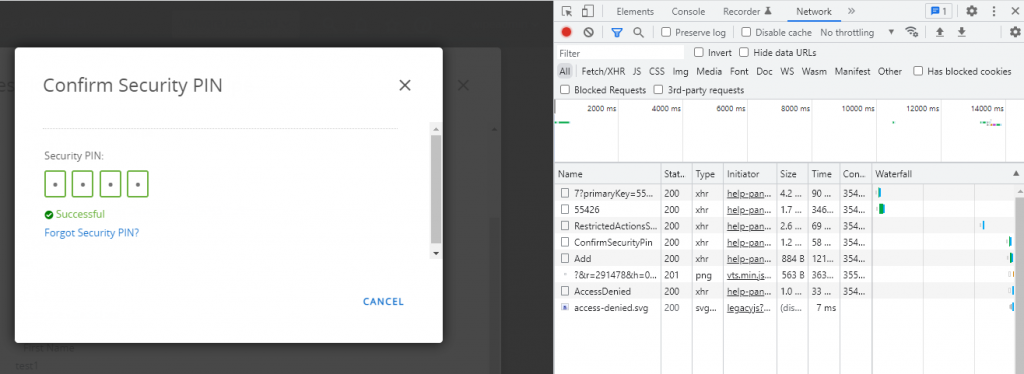 Confirm Security PIN
Security PIN:
Successful
Forgot Security PIN?
CANCEL
Elements Console Recorder Network » 1
Preserve log Disable cache No throttling
Filter Invert Hide data URLs
All Fetch/XHR JS CSS Img Media Font Doc WS Wasm Manifest Other Has blocked cookies
Blocked Requests 3rd-party requests
2000 ms 4000 ms 6000 ms 8000 ms 10000 ms 12000 ms 14000 ms
Name Stat... Type Initiator Size Time Con... Waterfall
7?primaryKey=55... 200 xhr help-pan... 4.2 ... 90 ... 354...
55426 200 xhr help-pan... 1.7 ... 346... 354...
RestrictedActionsS... 200 xhr help-pan... 2.6 ... 69 ... 354...
ConfirmSecurityPin 200 xhr help-pan... 1.2 ... 58 ... 354...
Add 200 xhr help-pan... 884 B 121... 354...
?&r=291478&h=0... 201 png vts.min.js... 563 B 363... 355...
AccessDenied 200 xhr help-pan... 1.0 ... 33 ... 354...
access-denied.svg 200 svg... legacyjs?... (dis... 7 ms